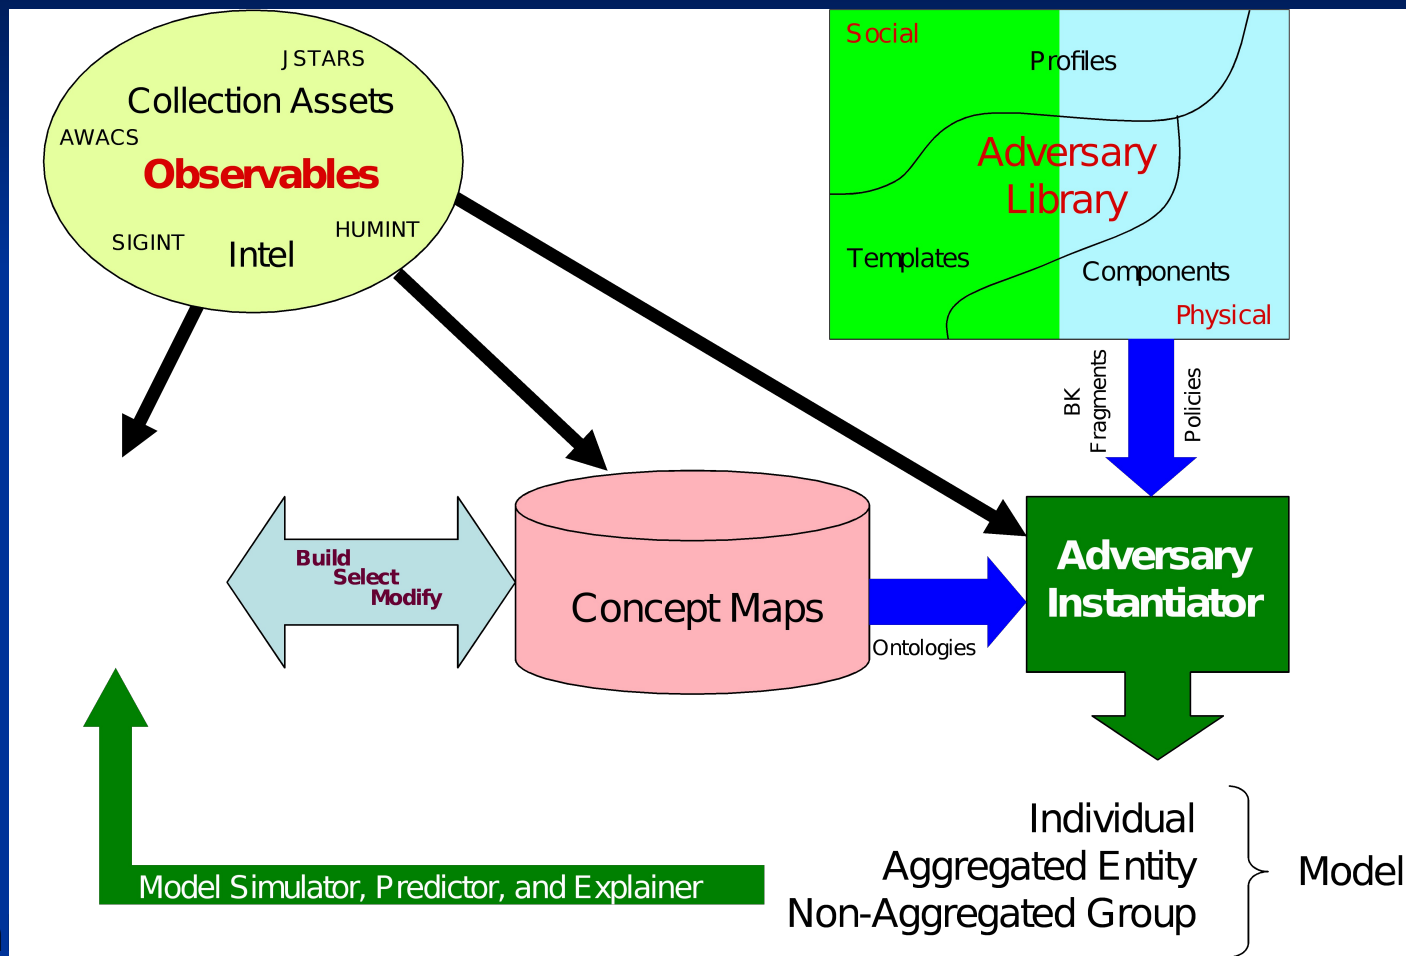 JSTARS
Collection Assets
AWACS
Observables
HUMINT
SIGINT
Intel
Social
Profiles
Adversary
Library
Templates
Components
Physical
BK
Fragments
Policies
Build
Select
Modify
Concept Maps
Ontologies
Adversary
Instantiator
Individual
Aggregated Entity
Non-Aggregated Group
Model
Model Simulator, Predictor, and Explainer